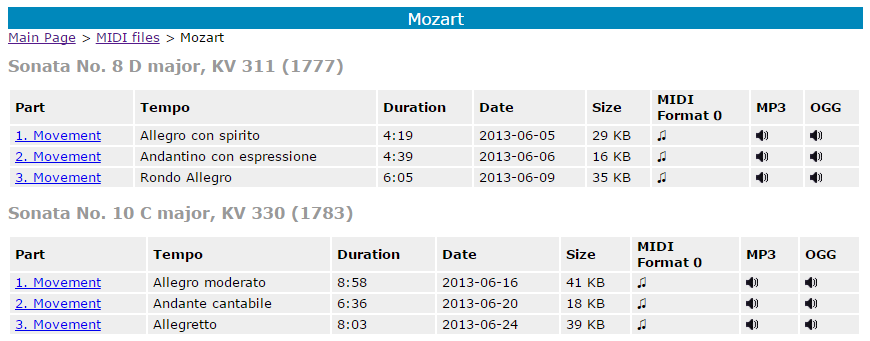 Mozart
Main Page > MIDI files > Mozart
Sonata No. 8 D major, KV 311 (1777)
Part Tempo Duration Date Size MIDI Format 0 MP3 OGG
1. Movement Allegro con spirito 4:19 2013-06-05 29 KB
2. Movement Andantino con espressione 4:39 2013-06-06 16 KB
3. Movement Rondo Allegro 6:05 2013-06-09 35 KB
Sonata No. 10 C major, KV 330 (1783)
Part Tempo Duration Date Size MIDI Format 0 MP3 OGG
1. Movement Allegro moderato 8:58 2013-06-16 41 KB
2. Movement Andante cantabile 6:36 2013-06-20 18 KB
3. Movement Allegretto 8:03 2013-06-24 39 KB